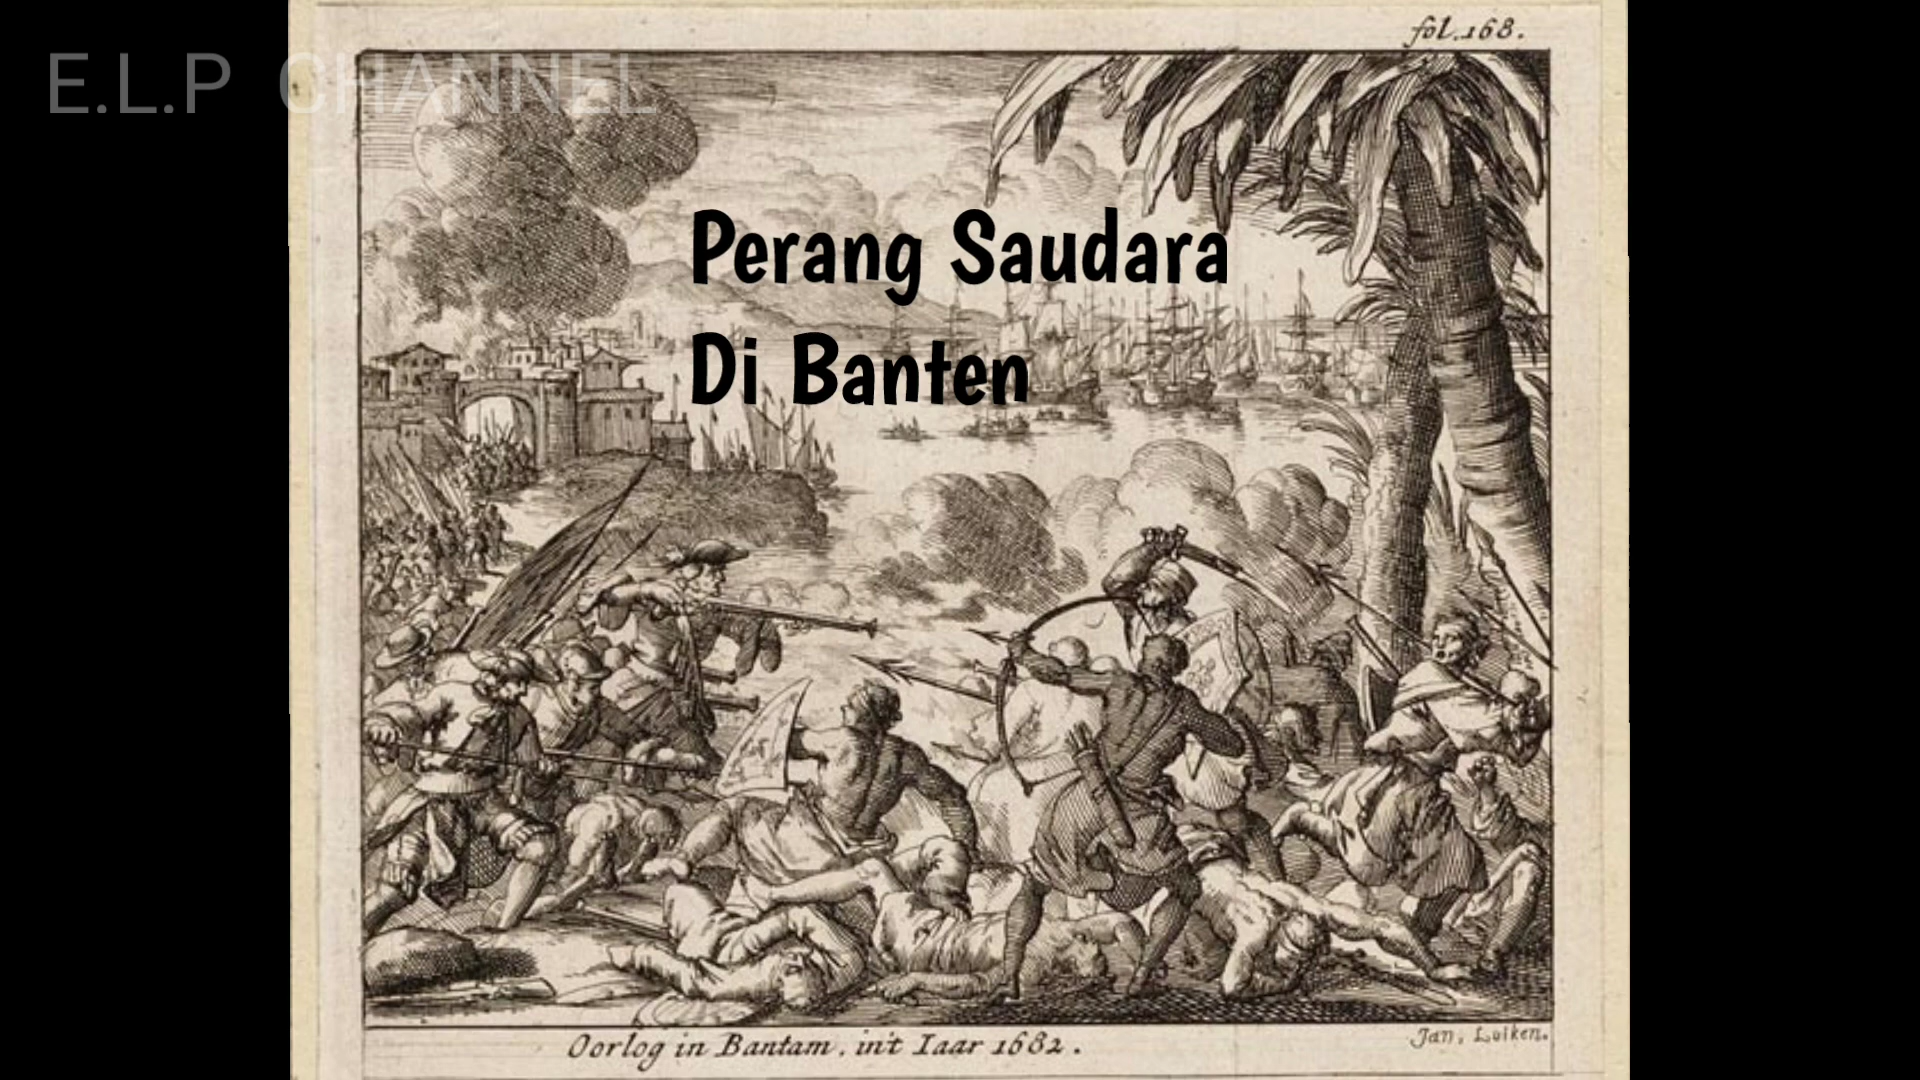 fol.168.
E.L.P CHANNEL
Perang Saudara
Di Banten
Oorlog in Bantam, in't Iaar 1682.
Jan, Luiken.